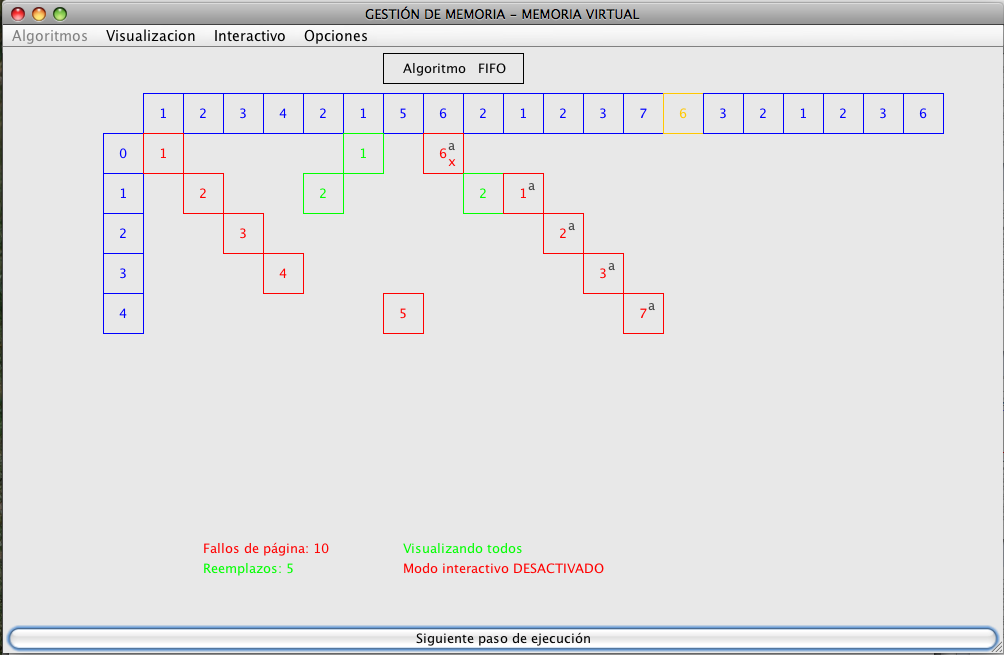 GESTIÓN DE MEMORIA - MEMORIA VIRTUAL
Algoritmos Visualizacion Interactivo Opciones
Algoritmo FIFO
1 2 3 4 2 1 5 6 2 1 2 3 7 6 3 2 1 2 3 6
0 1 1 6 a x
1 2 2 2 1 a
2 3 2 a
3 4 3 a
4 5 7 a
Fallos de página: 10 Visualizando todos
Reemplazos: 5 Modo interactivo DESACTIVADO
Siguiente paso de ejecución